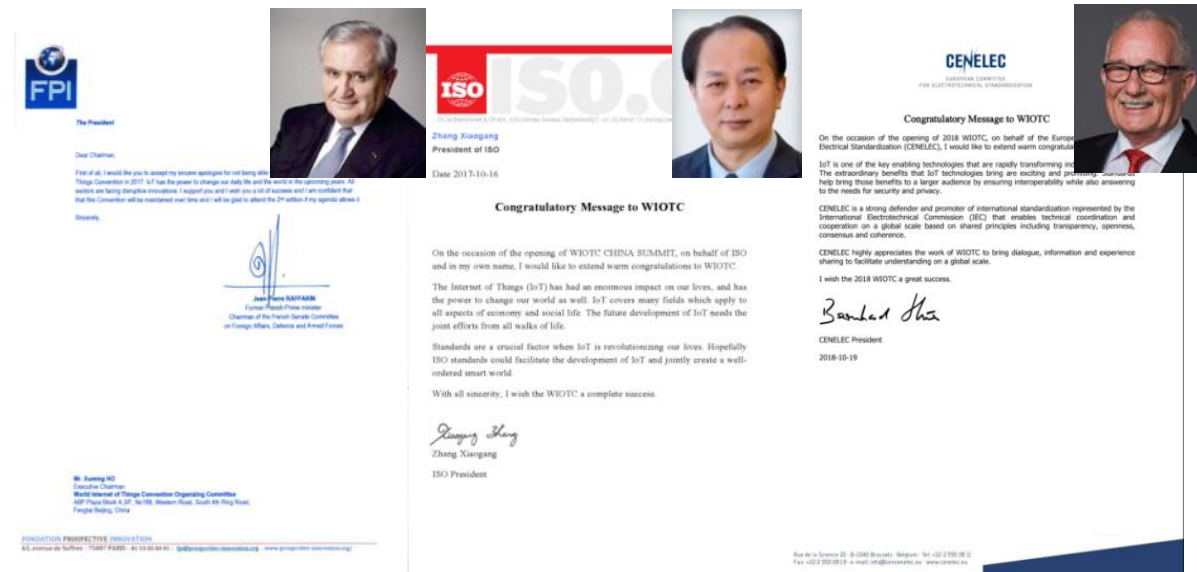 FPI
The President
Dear Chairman,
First of all, I would like you to accept my sincere apologies for not being able
Things Convention in 2017. IoT has the power to change our daily life and the world in the upcoming years. All
sectors are facing disruptive innovations. I support you and I wish you a lot of success and I am confident that
that this Convention will be maintained over time and I will be glad to attend the 2nd edition if my agenda allows it
Sincerely,
Jean-Pierre RAFFARIN
Former French Prime minister
Chairman of the French Senate Committee
on Foreign Affairs, Defence and Armed Forces
Mr. Xuming HO
Executive Chairman
World Internet of Things Convention Organizing Committee
Fengtai Beijing, China
FONDATION PROSPECTIVE INNOVATION
ISO
ISO.
Zhang Xiaogang
President of ISO
Date 2017-10-16
Congratulatory Message to WIOTC
On the occasion of the opening of WIOTC CHINA SUMMIT, on behalf of ISO
and in my own name, I would like to extend warm congratulations to WIOTC.
The Internet of Things (IoT) has had an enormous impact on our lives, and has
the power to change our world as well. IoT covers many fields which apply to
all aspects of economy and social life. The future development of IoT needs the
joint efforts from all walks of life.
Standards are a crucial factor when IoT is revolutionizing our lives. Hopefully
ISO standards could facilitate the development of IoT and jointly create a well-
ordered smart world.
With all sincerity, I wish the WIOTC a complete success.
Xiaogang Zhang
Zhang Xiaogang
ISO President
CENELEC
EUROPEAN COMMITTEE
FOR ELECTROTECHNICAL STANDARDIZATION
Congratulatory Message to WIOTC
On the occasion of the opening of 2018 WIOTC, on behalf of the Europe
Electrical Standardization (CENELEC), I would like to extend warm congratula
IoT is one of the key enabling technologies that are rapidly transforming ind
The extraordinary benefits that IoT technologies bring are exciting and promising. Standards
help bring those benefits to a larger audience by ensuring interoperability while also answering
to the needs for security and privacy.
CENELEC is a strong defender and promoter of international standardization represented by the
International Electrotechnical Commission (IEC) that enables technical coordination and
cooperation on a global scale based on shared principles including transparency, openness,
consensus and coherence.
CENELEC highly appreciates the work of WIOTC to bring dialogue, information and experience
sharing to facilitate understanding on a global scale.
I wish the 2018 WIOTC a great success.
Bernhard
CENELEC President
2018-10-19
Rue de la Science 23 - B-1040 Brussels - Belgium